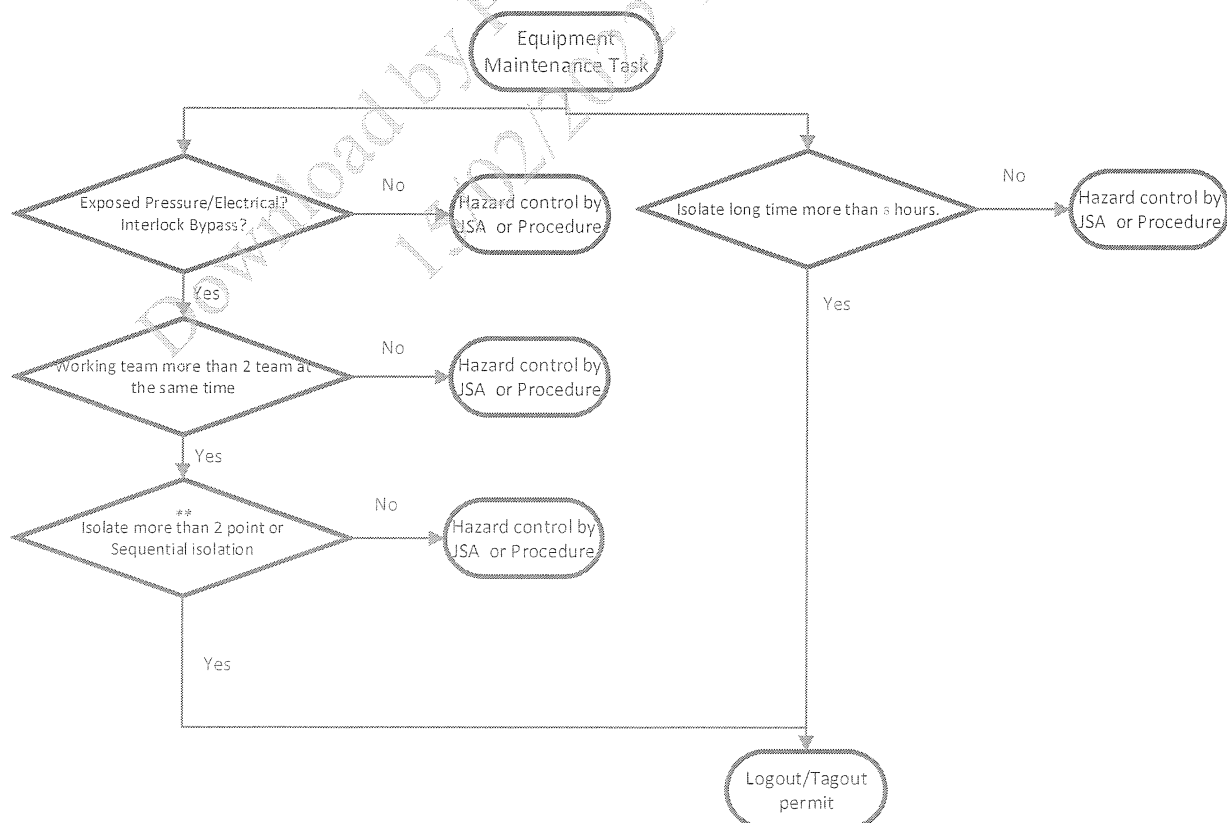 Equipment
Maintenance Task
Exposed Pressure/Electrical?
Interlock Bypass?
No
Hazard control by
JSA or Procedure
Isolate long time more than hours.
No
Hazard control by
JSA or Procedure
Yes
Yes
Working team more than 2 team at
the same time
No
Hazard control by
JSA or Procedure
Yes
**
Isolate more than 2 point or
Sequential isolation
No
Hazard control by
JSA or Procedure
Yes
Logout/Tagout
permit
Download by